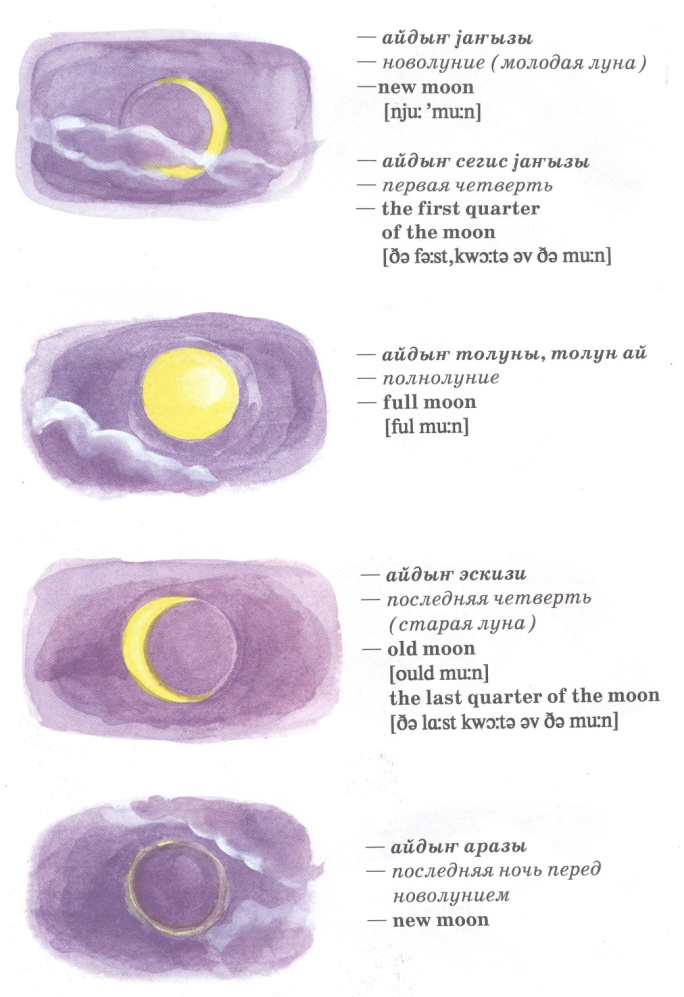 — айдыҥ јаҥызы
— новолуние (молодая луна)
—new moon
[nju: ’mu:n]
— айдыҥ сегис јаҥызы
— первая четверть
— the first quarter
of the moon
[ðə fə:st,kwɔ:tə əv ðə mu:n]
— айдыҥ толуны, толун ай
— полнолуние
— full moon
[ful mu:n]
— айдыҥ эскизи
— последняя четверть
(старая луна)
— old moon
[ould mu:n]
the last quarter of the moon
[ðə lɑ:st kwɔ:tə əv ðə mu:n]
— айдыҥ аразы
— последняя ночь перед
новолунием
— new moon